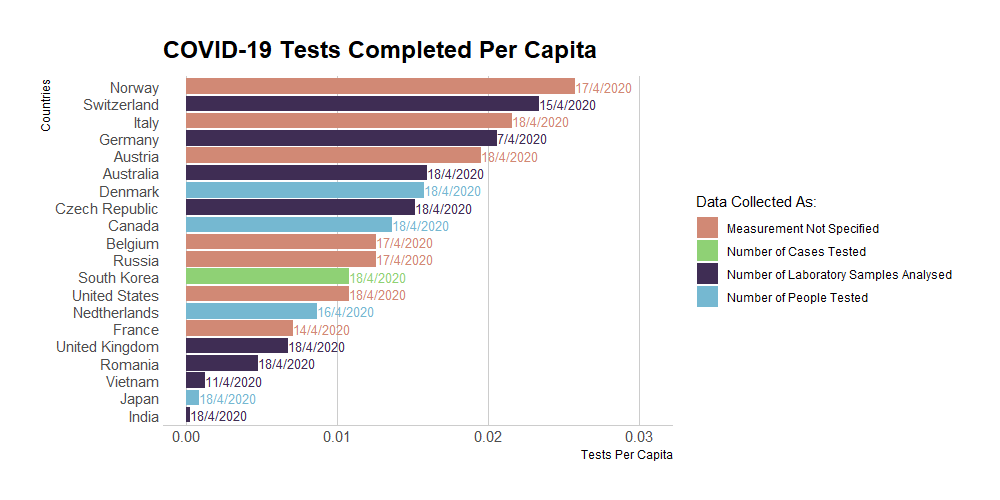 COVID-19 Tests Completed Per Capita
Countries
Norway 17/4/2020
Switzerland 15/4/2020
Italy 18/4/2020
Germany 7/4/2020
Austria 18/4/2020
Australia 18/4/2020
Denmark 18/4/2020
Czech Republic 18/4/2020
Canada 18/4/2020
Belgium 17/4/2020
Russia 17/4/2020
South Korea 18/4/2020
United States 18/4/2020
Nedtherlands 16/4/2020
France 14/4/2020
United Kingdom 18/4/2020
Romania 18/4/2020
Vietnam 11/4/2020
Japan 18/4/2020
India 18/4/2020
0.00 0.01 0.02 0.03
Tests Per Capita
Data Collected As:
Measurement Not Specified
Number of Cases Tested
Number of Laboratory Samples Analysed
Number of People Tested